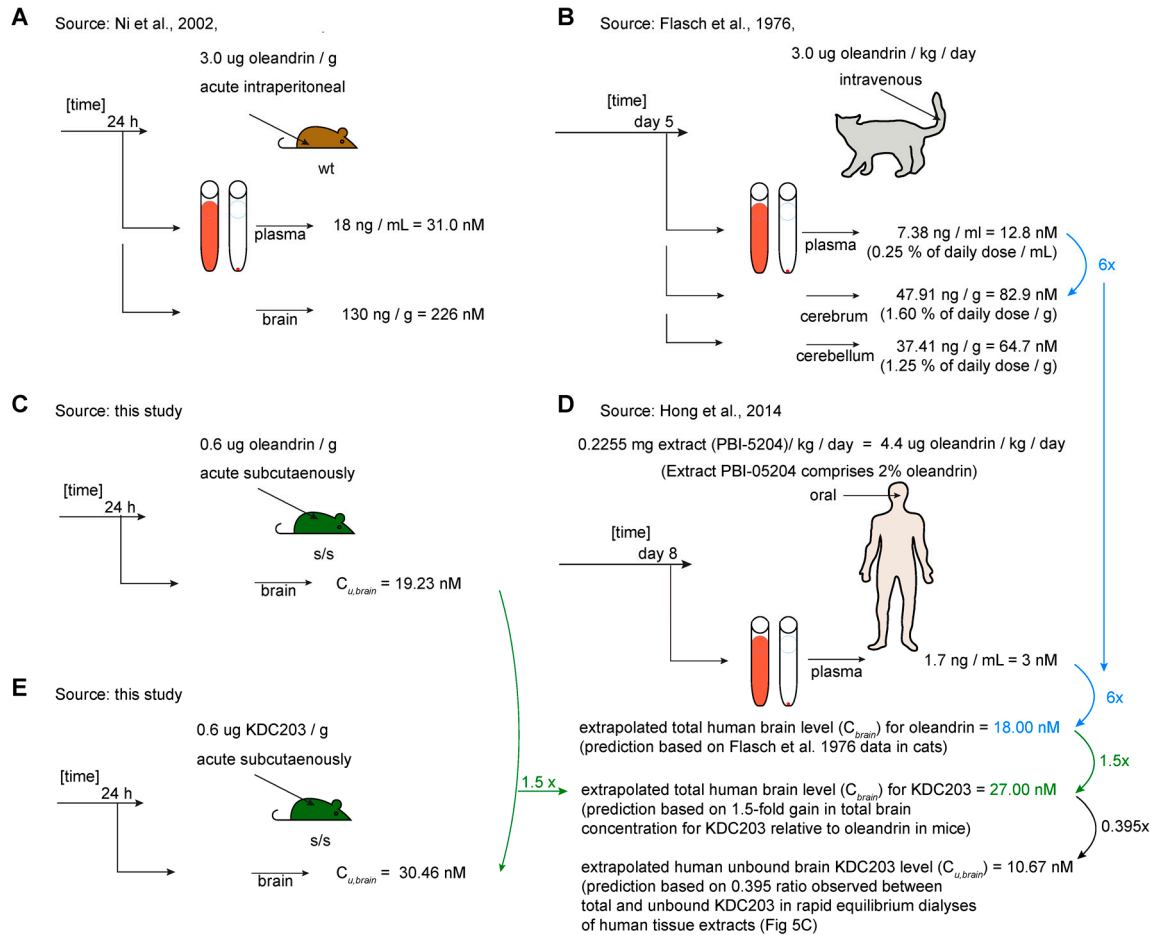 A
Source: Ni et al., 2002,
3.0 ug oleandrin / g
acute intraperitoneal
[time]
24 h
wt
plasma
18 ng / mL = 31.0 nM
brain
130 ng / g = 226 nM
B
Source: Flasch et al., 1976,
3.0 ug oleandrin / kg / day
intravenous
[time]
day 5
plasma
7.38 ng / ml = 12.8 nM
(0.25 % of daily dose / mL)
6x
cerebrum
47.91 ng / g = 82.9 nM
(1.60 % of daily dose / g)
cerebellum
37.41 ng / g = 64.7 nM
(1.25 % of daily dose / g)
C
Source: this study
0.6 ug oleandrin / g
acute subcutaenously
[time]
24 h
s/s
brain
Cu,brain = 19.23 nM
D
Source: Hong et al., 2014
0.2255 mg extract (PBI-5204)/ kg / day = 4.4 ug oleandrin / kg / day
(Extract PBI-05204 comprises 2% oleandrin)
oral
[time]
day 8
plasma
1.7 ng / mL = 3 nM
6x
extrapolated total human brain level (Cbrain) for oleandrin = 18.00 nM
(prediction based on Flasch et al. 1976 data in cats)
1.5x
extrapolated total human brain level (Cbrain) for KDC203 = 27.00 nM
(prediction based on 1.5-fold gain in total brain
concentration for KDC203 relative to oleandrin in mice)
0.395x
extrapolated human unbound brain KDC203 level (Cu,brain) = 10.67 nM
(prediction based on 0.395 ratio observed between
total and unbound KDC203 in rapid equilibrium dialyses
of human tissue extracts (Fig 5C)
E
Source: this study
0.6 ug KDC203 / g
acute subcutaenously
[time]
24 h
s/s
brain
Cu,brain = 30.46 nM
1.5 x